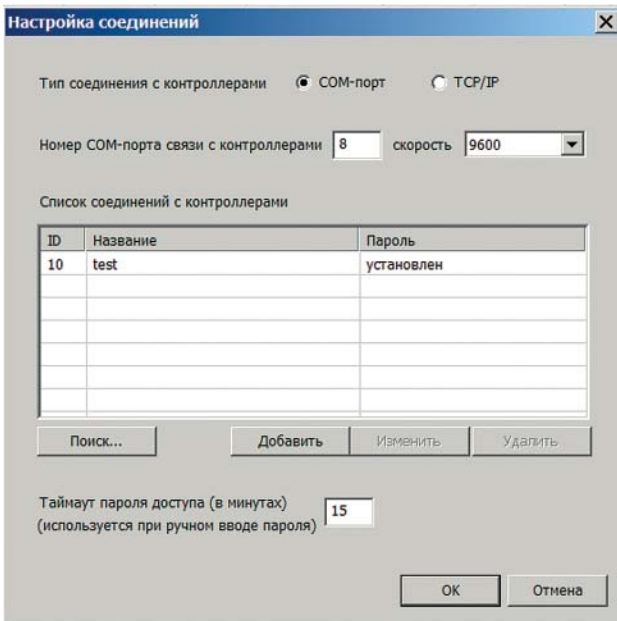 Настройка соединений
Тип соединения с контроллерами COM-порт TCP/IP
Номер COM-порта связи с контроллерами 8 скорость 9600
Список соединений с контроллерами
ID Название Пароль
10 test установлен
Поиск... Добавить Изменить Удалить
Таймаут пароля доступа (в минутах) 15
(используется при ручном вводе пароля)
OK Отмена